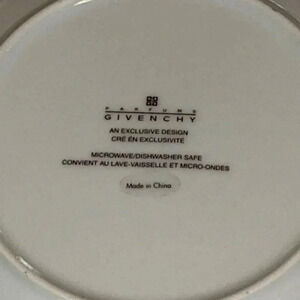 PARFUMS
GIVENCHY
AN EXCLUSIVE DESIGN
CRÉ EN EXCLUSIVITÉ
MICROWAVE/DISHWASHER SAFE
CONVIENT AU LAVE-VAISSELLE ET MICRO-ONDES
Made in China